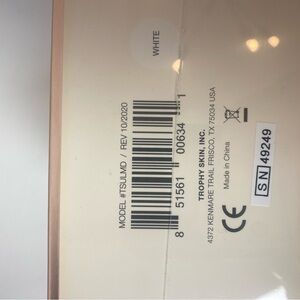 WHITE
MODEL #TSULMD / REV 10/2020
8 51561 00634 1
TROPHY SKIN, INC.
4372 KENMARE TRAIL FRISCO, TX 75034 USA
Made in China
CE
SN 49249